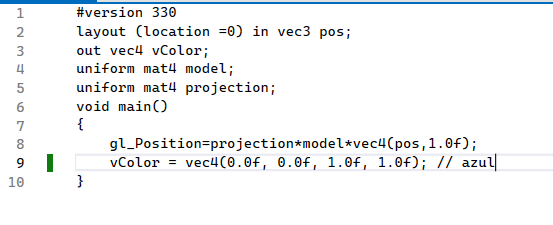 1 #version 330
2 layout (location =0) in vec3 pos;
3 out vec4 vColor;
4 uniform mat4 model;
5 uniform mat4 projection;
6 void main()
7 {
8 gl_Position=projection*model*vec4(pos,1.0f);
9 vColor = vec4(0.0f, 0.0f, 1.0f, 1.0f); // azul
10 }